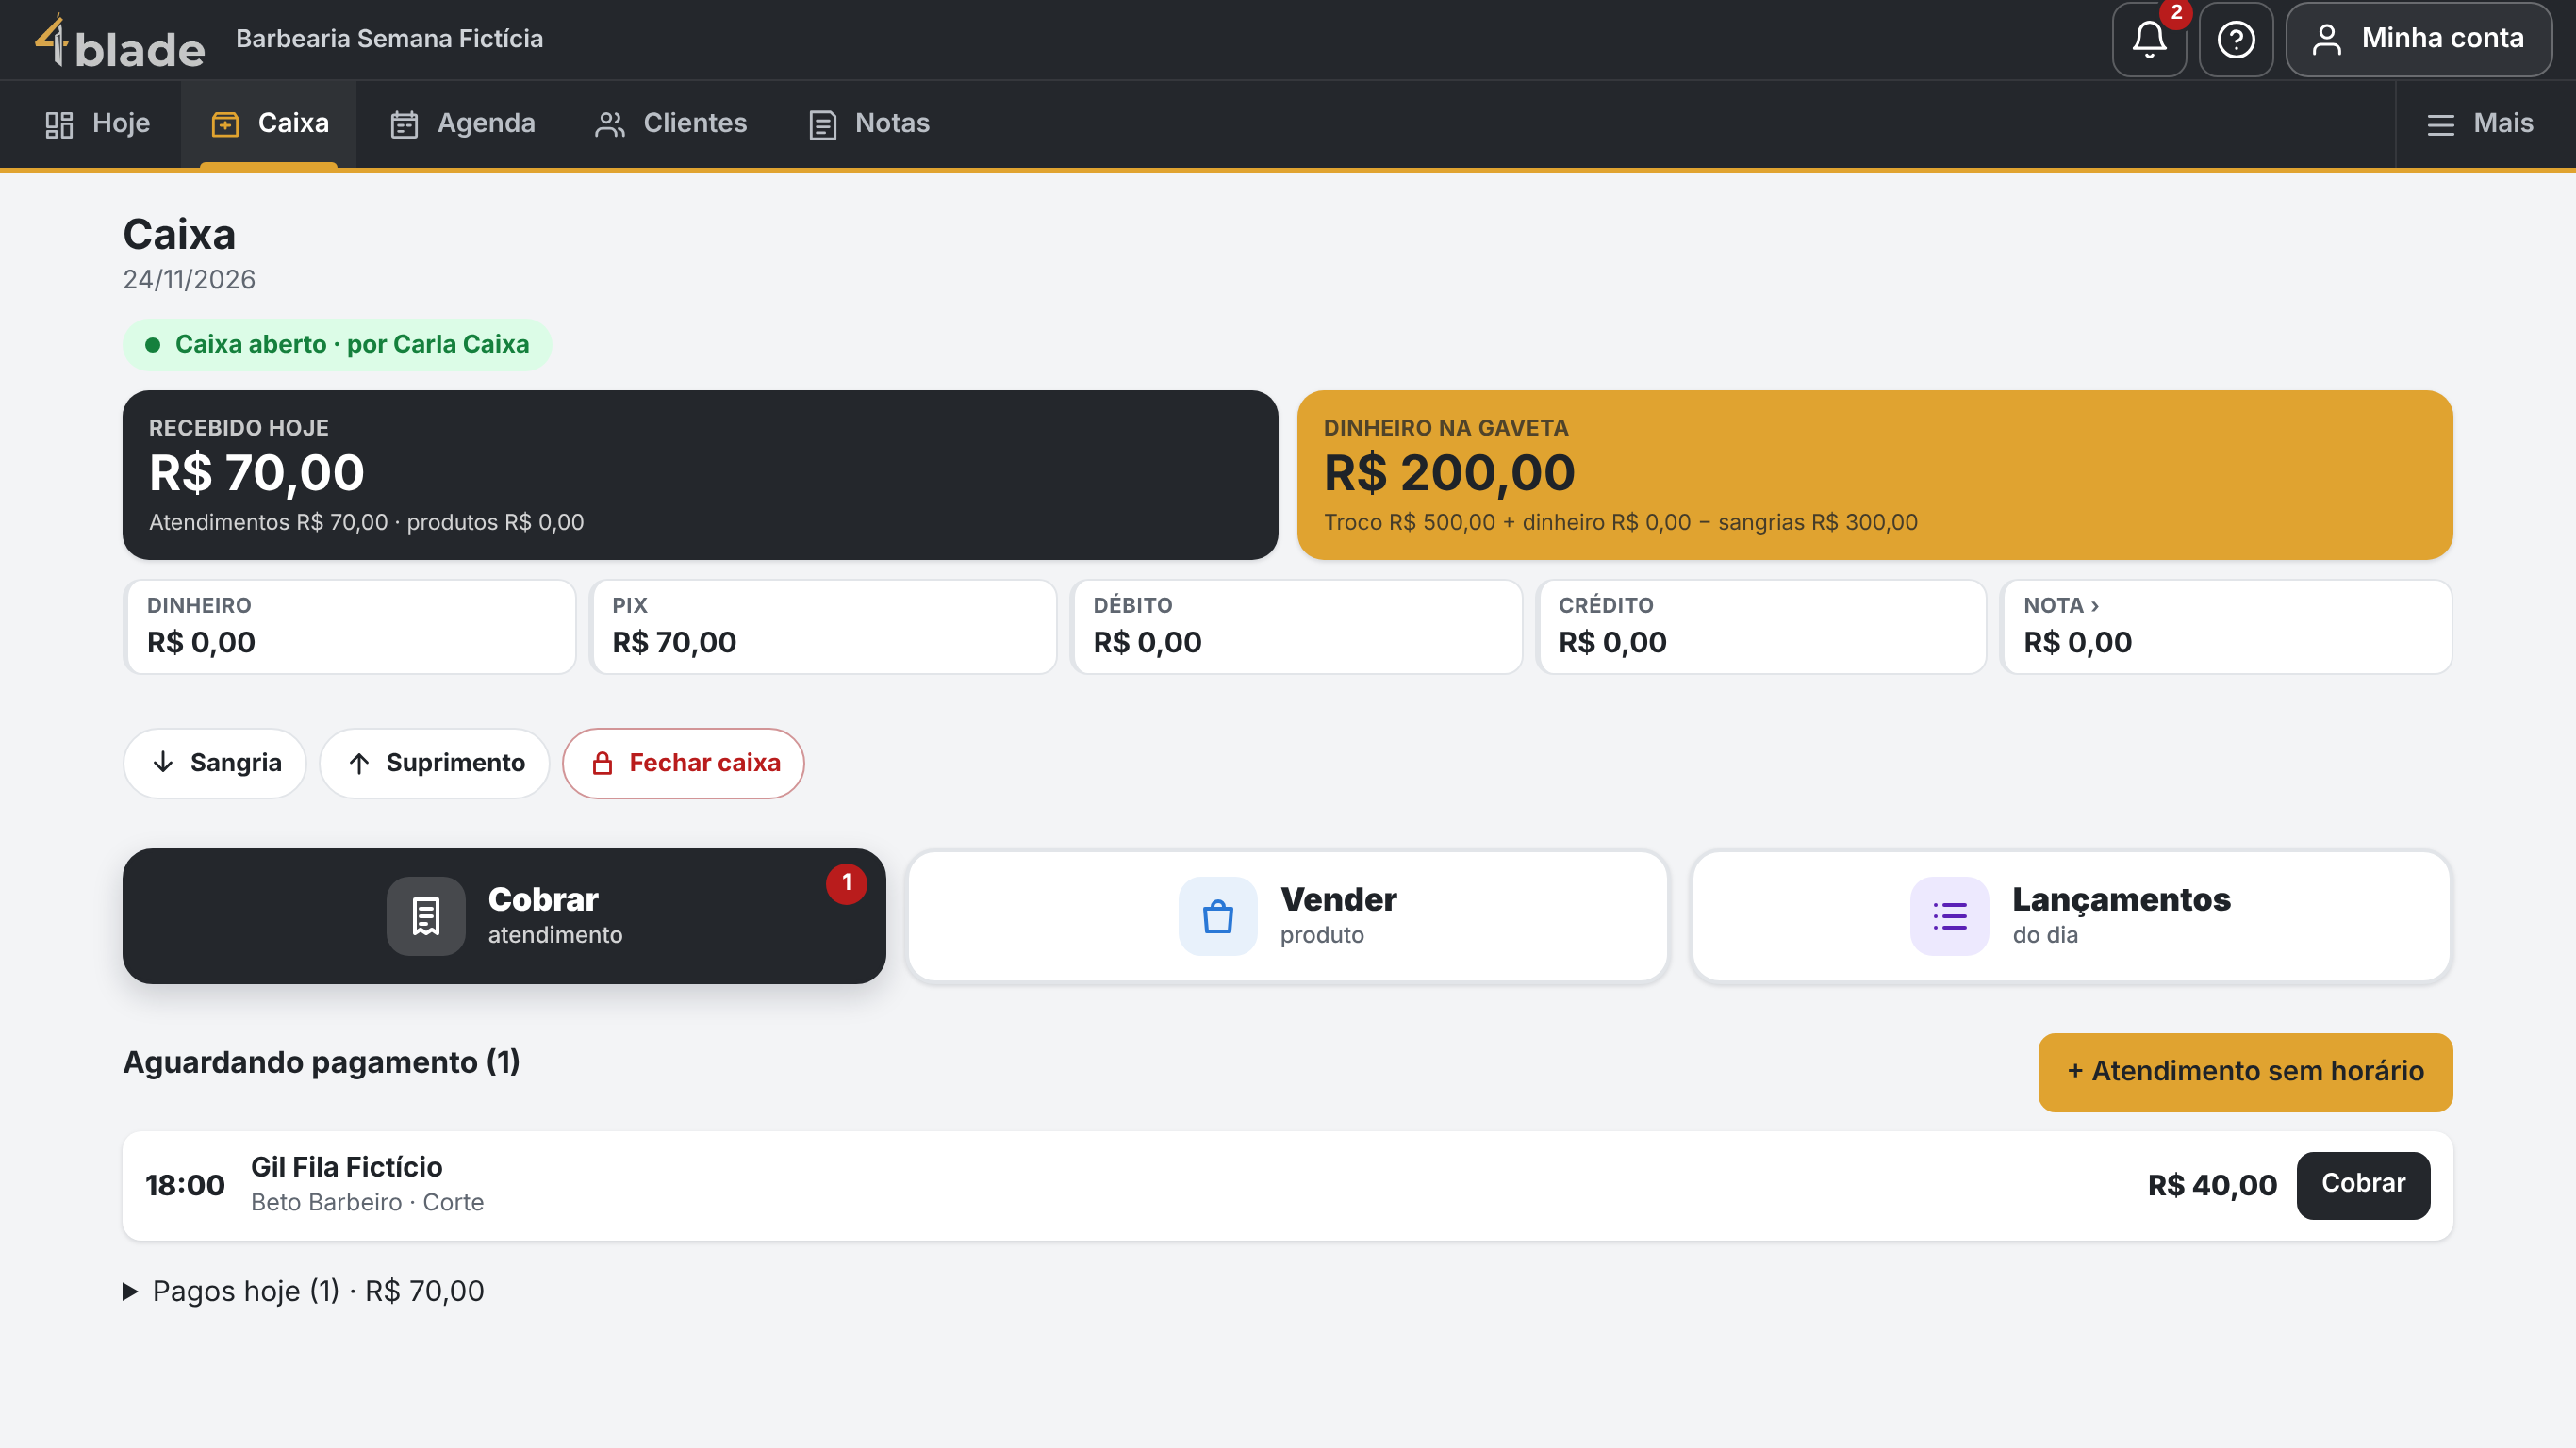 4blade
Barbearia Semana Fictícia
2
Minha conta
Hoje
Caixa
Agenda
Clientes
Notas
Mais
Caixa
24/11/2026
Caixa aberto · por Carla Caixa
RECEBIDO HOJE
R$ 70,00
Atendimentos R$ 70,00 · produtos R$ 0,00
DINHEIRO NA GAVETA
R$ 200,00
Troco R$ 500,00 + dinheiro R$ 0,00 − sangrias R$ 300,00
DINHEIRO
R$ 0,00
PIX
R$ 70,00
DÉBITO
R$ 0,00
CRÉDITO
R$ 0,00
NOTA ›
R$ 0,00
↓ Sangria
↑ Suprimento
Fechar caixa
Cobrar
atendimento
1
Vender
produto
Lançamentos
do dia
Aguardando pagamento (1)
+ Atendimento sem horário
18:00
Gil Fila Fictício
Beto Barbeiro · Corte
R$ 40,00
Cobrar
▶ Pagos hoje (1) · R$ 70,00